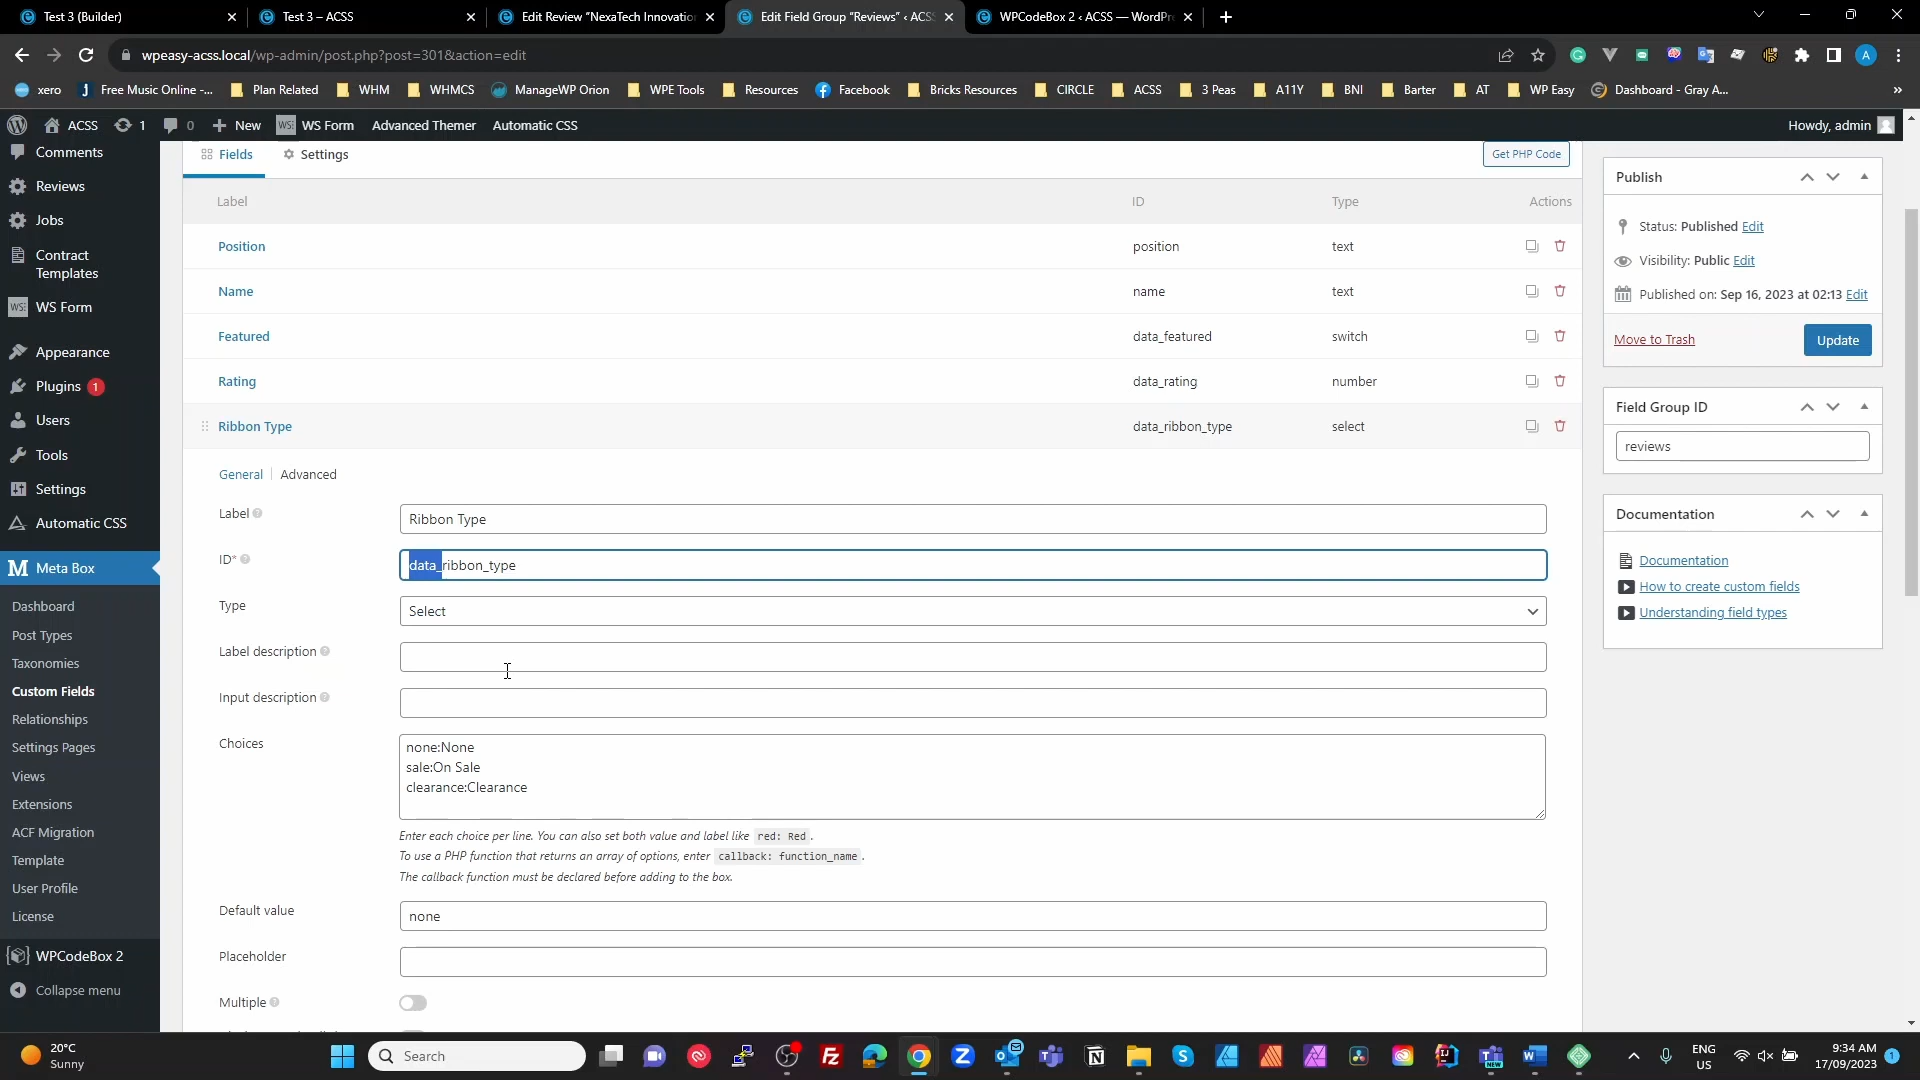 Test 3 (Builder)
Test 3 – ACSS
Edit Review "NexaTech Innovation
Edit Field Group "Reviews" ‹ ACSS
WPCodeBox 2 ‹ ACSS — WordPr
wpeasy-acss.local/wp-admin/post.php?post=301&action=edit
xero
Free Music Online -...
Plan Related
WHM
WHMCS
ManageWP Orion
WPE Tools
Resources
Facebook
Bricks Resources
CIRCLE
ACSS
3 Peas
A11Y
BNI
Barter
AT
WP Easy
Dashboard - Gray A...
ACSS
1
0
New
WS Form
Advanced Themer
Automatic CSS
Howdy, admin
Comments
Reviews
Jobs
Contract
Templates
WS Form
Appearance
Plugins 1
Users
Tools
Settings
Automatic CSS
Meta Box
Dashboard
Post Types
Taxonomies
Custom Fields
Relationships
Settings Pages
Views
Extensions
ACF Migration
Template
User Profile
License
WPCodeBox 2
Collapse menu
Fields
Settings
Get PHP Code
Label ID Type Actions
Position position text
Name name text
Featured data_featured switch
Rating data_rating number
Ribbon Type data_ribbon_type select
General Advanced
Label Ribbon Type
ID* data_ribbon_type
Type Select
Label description
Input description
Choices
none:None
sale:On Sale
clearance:Clearance
Enter each choice per line. You can also set both value and label like red: Red .
To use a PHP function that returns an array of options, enter callback: function_name .
The callback function must be declared before adding to the box.
Default value none
Placeholder
Multiple
Publish
Status: Published Edit
Visibility: Public Edit
Published on: Sep 16, 2023 at 02:13 Edit
Move to Trash
Update
Field Group ID
reviews
Documentation
Documentation
How to create custom fields
Understanding field types
20°C
Sunny
Search
ENG
US
9:34 AM
17/09/2023
1